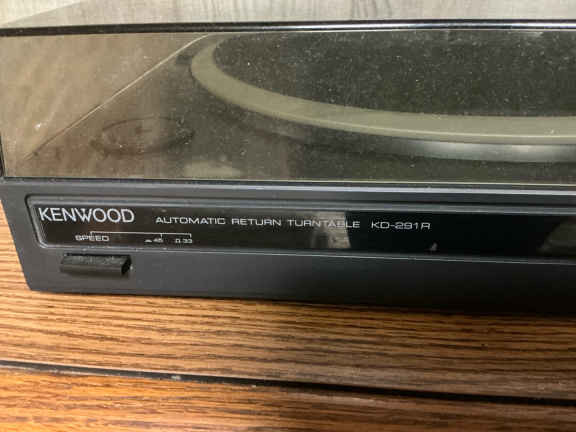 KENWOOD AUTOMATIC RETURN TURNTABLE KD-291R
SPEED 45 33